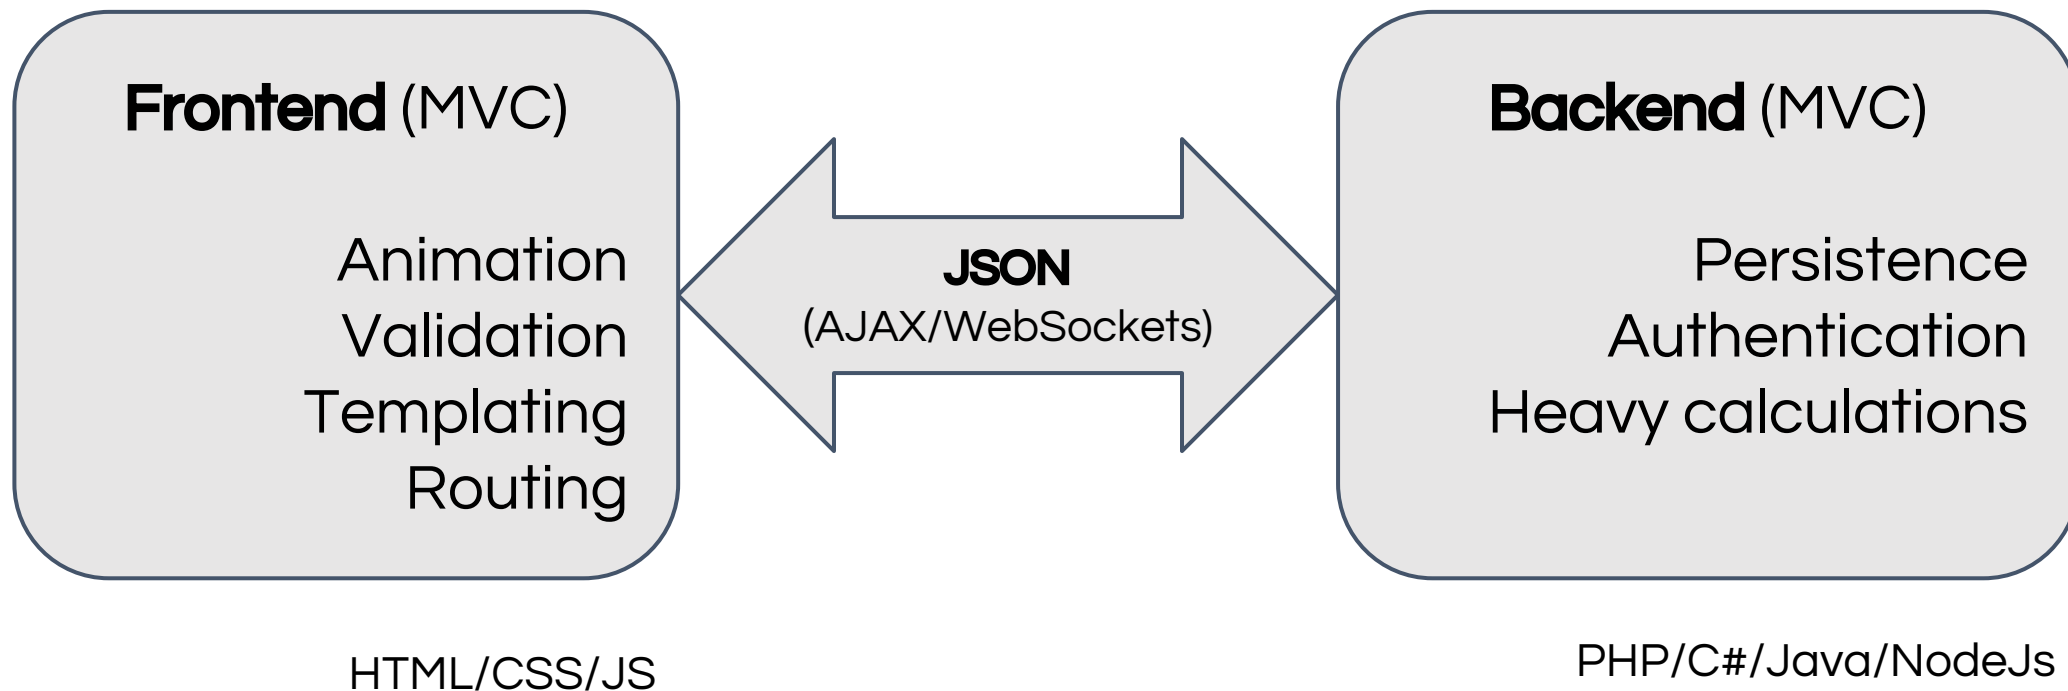 Frontend (MVC)
Animation
Validation
Templating
Routing
HTML/CSS/JS
JSON
(AJAX/WebSockets)
Backend (MVC)
Persistence
Authentication
Heavy calculations
PHP/C#/Java/NodeJs